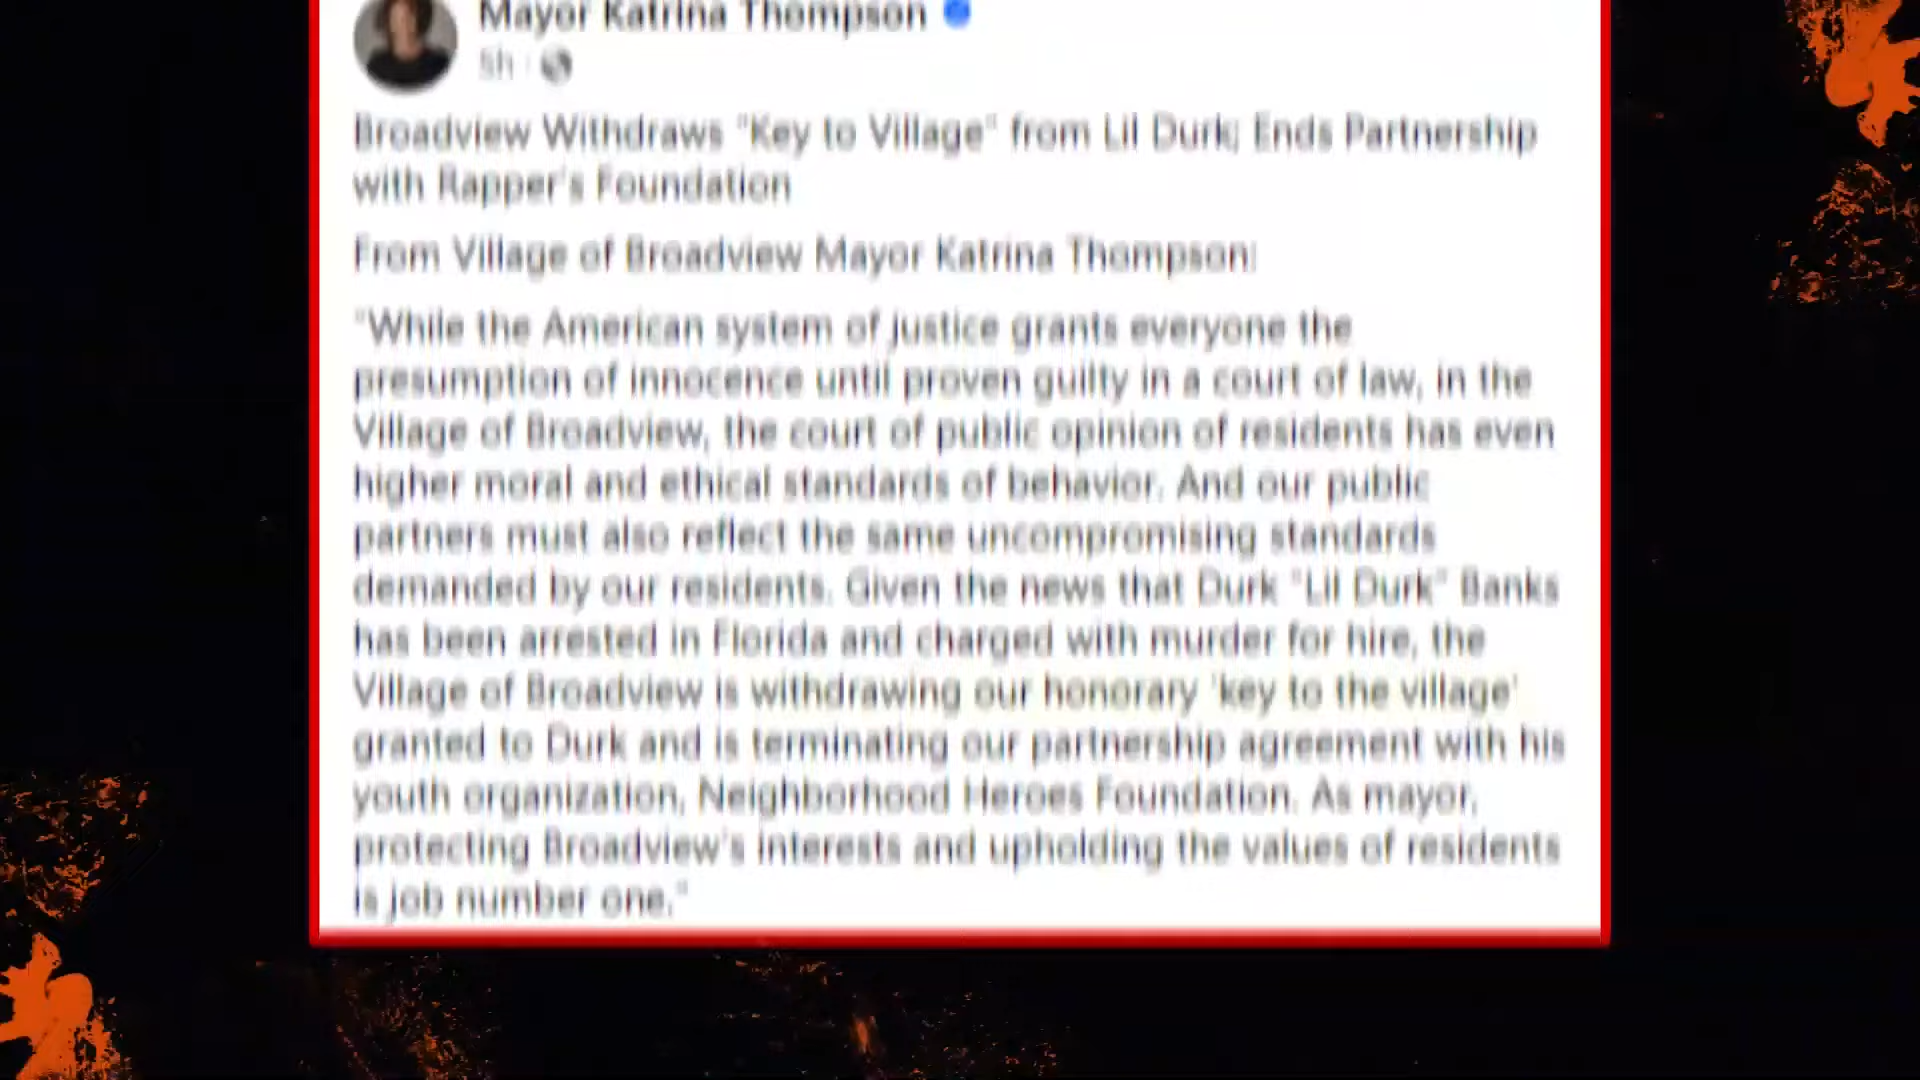 Mayor Katrina Thompson
5h ·
Broadview Withdraws "Key to Village" from Lil Durk; Ends Partnership
with Rapper's Foundation
From Village of Broadview Mayor Katrina Thompson:
"While the American system of justice grants everyone the
presumption of innocence until proven guilty in a court of law, in the
Village of Broadview, the court of public opinion of residents has even
higher moral and ethical standards of behavior. And our public
partners must also reflect the same uncompromising standards
demanded by our residents. Given the news that Durk "Lil Durk" Banks
has been arrested in Florida and charged with murder for hire, the
Village of Broadview is withdrawing our honorary 'key to the village'
granted to Durk and is terminating our partnership agreement with his
youth organization, Neighborhood Heroes Foundation. As mayor,
protecting Broadview's interests and upholding the values of residents
is job number one."